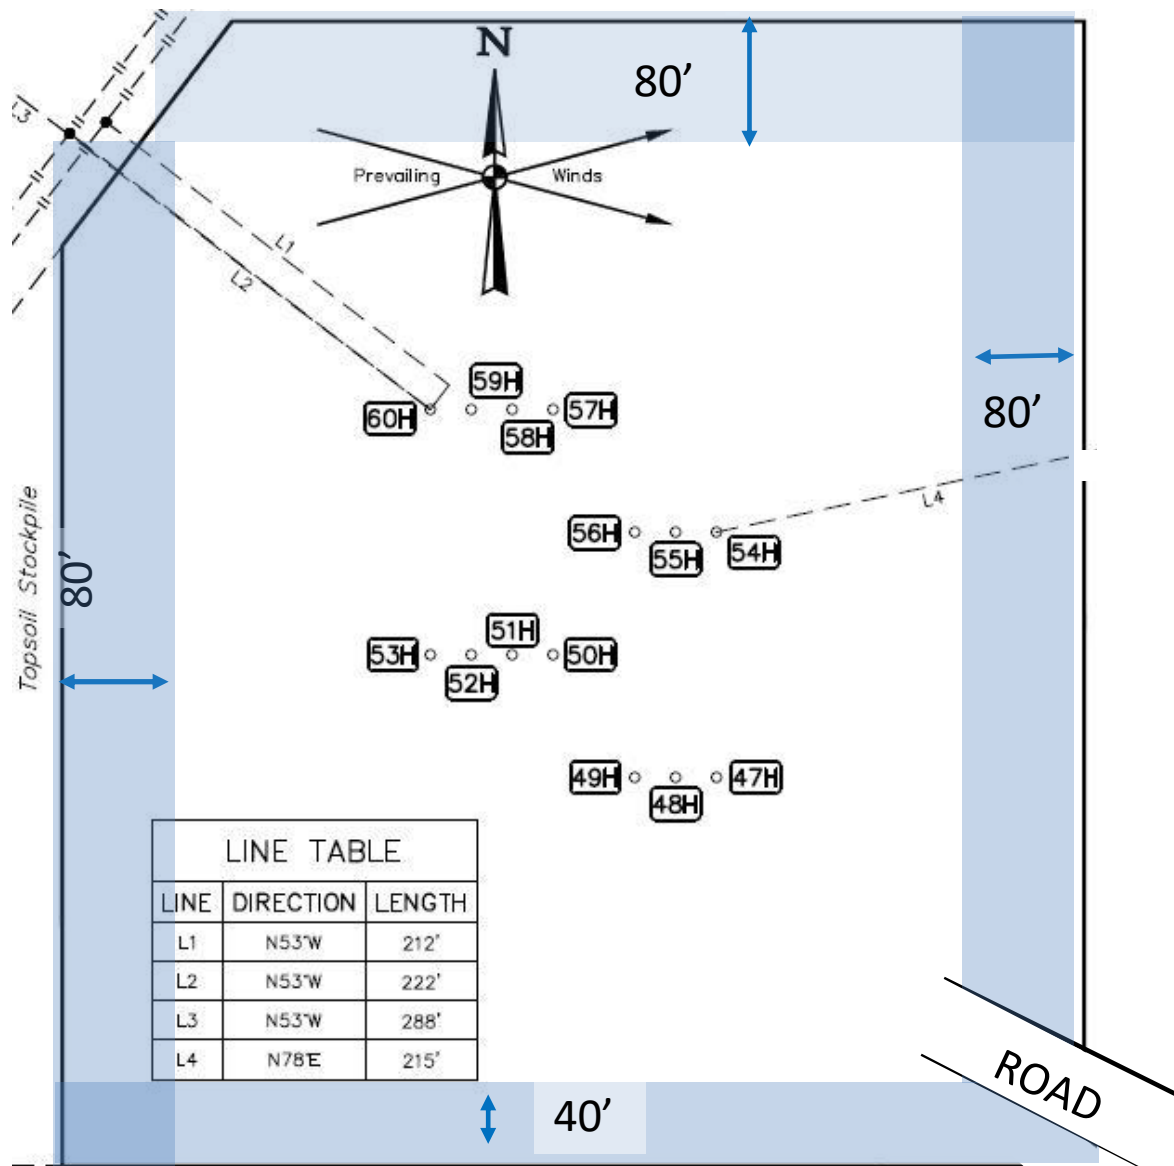 N
80’
L3
Prevailing Winds
L1
L2
59H
60H
57H
58H
80’
L4
56H
55H
54H
Topsoil Stockpile
80’
51H
53H
50H
52H
49H
47H
48H
LINE TABLE
LINE DIRECTION LENGTH
L1 N53°W 212'
L2 N53°W 222'
L3 N53°W 288'
L4 N78°E 215'
ROAD
40’